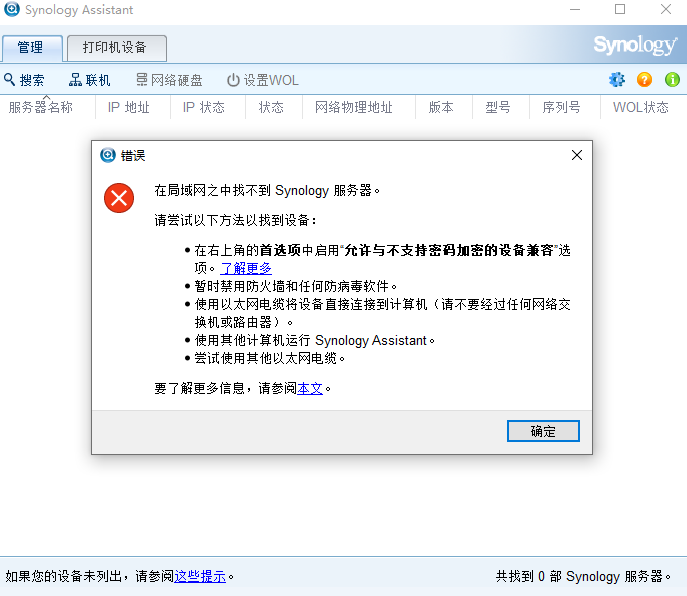 Synology Assistant
Synology
管理 打印机设备
搜索 联机 网络硬盘 设置WOL
服务器名称 IP 地址 IP 状态 状态 网络物理地址 版本 型号 序列号 WOL状态
错误
在局域网之中找不到 Synology 服务器。
请尝试以下方法以找到设备：
在右上角的首选项中启用“允许与不支持密码加密的设备兼容”选
项。了解更多
暂时禁用防火墙和任何防病毒软件。
使用以太网电缆将设备直接连接到计算机（请不要经过任何网络交
换机或路由器）。
使用其他计算机运行 Synology Assistant。
尝试使用其他以太网电缆。
要了解更多信息，请参阅本文。
确定
如果您的设备未列出，请参阅这些提示。 共找到 0 部 Synology 服务器。